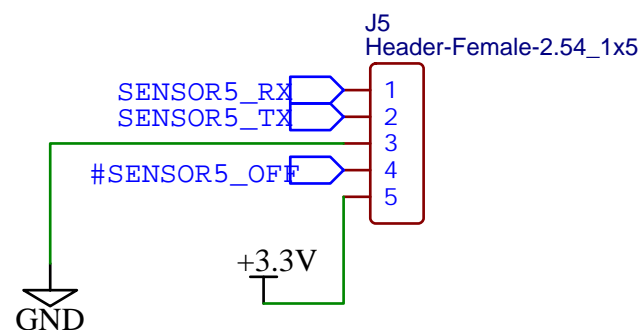 J5
Header-Female-2.54_1x5
SENSOR5_RX
1
SENSOR5_TX
2
3
#SENSOR5_OFF
4
5
+3.3V
GND